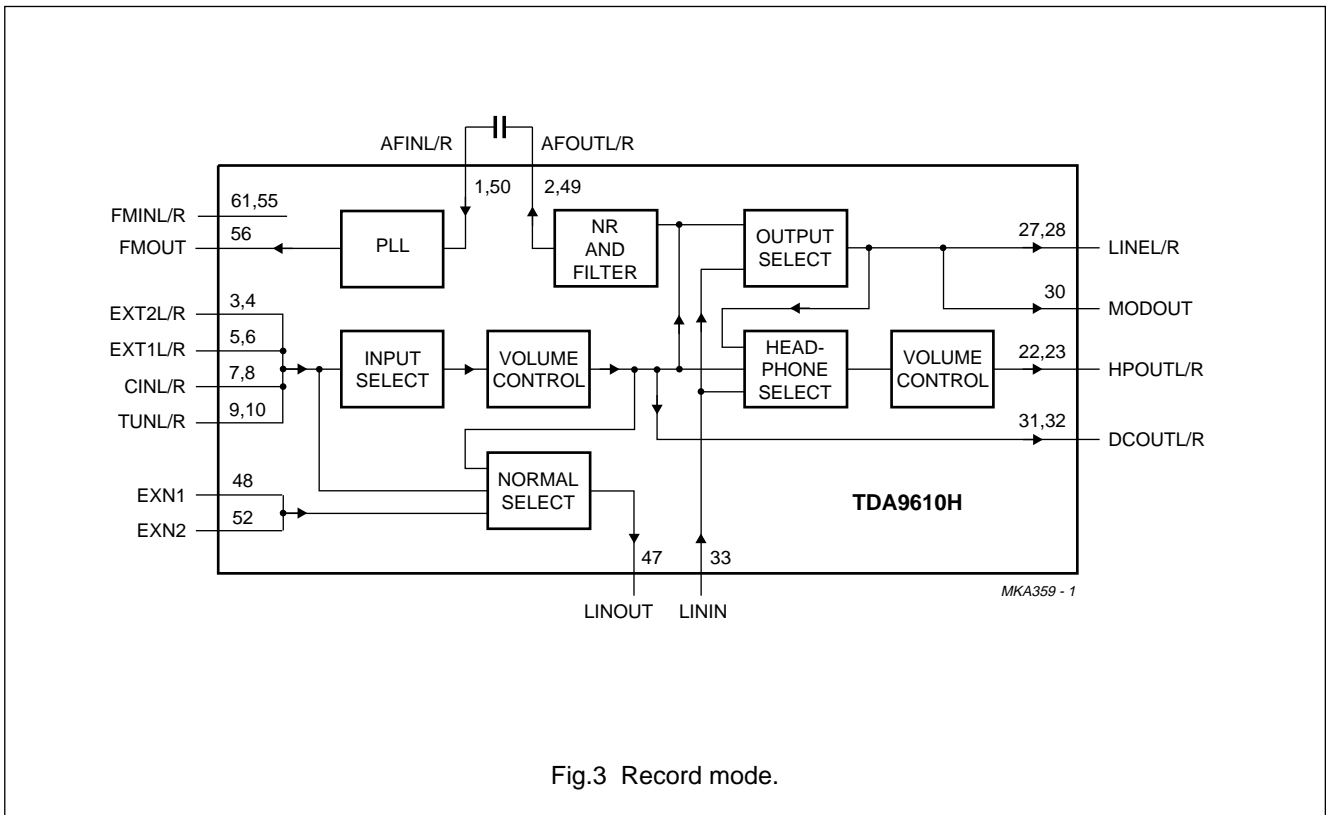 AFINL/R
AFOUTL/R
1,50
2,49
FMINL/R
61,55
FMOUT
56
PLL
NR
AND
FILTER
OUTPUT
SELECT
27,28
LINEL/R
30
MODOUT
EXT2L/R
3,4
EXT1L/R
5,6
CINL/R
7,8
TUNL/R
9,10
INPUT
SELECT
VOLUME
CONTROL
HEAD-
PHONE
SELECT
VOLUME
CONTROL
22,23
HPOUTL/R
31,32
DCOUTL/R
EXN1
48
EXN2
52
NORMAL
SELECT
TDA9610H
47
33
LINOUT
LININ
MKA359 - 1
Fig.3 Record mode.